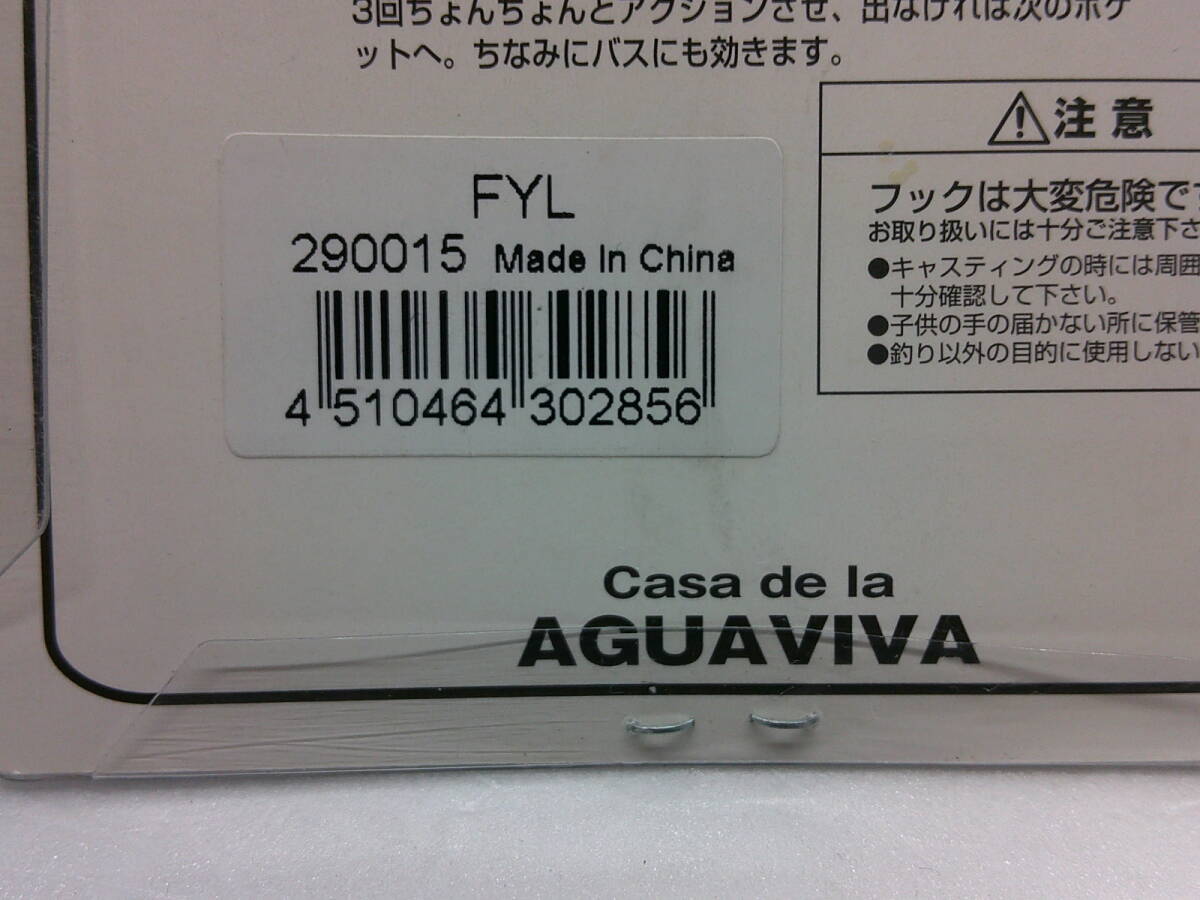 3回ちょんちょんとアクションさせ、出なければ次のポケ
ットへ。ちなみにバスにも効きます。
FYL
290015 Made In China
4 510464 302856
注意
フックは大変危険です
お取り扱いには十分ご注意下さ
●キャスティングの時には周囲
十分確認して下さい。
●子供の手の届かない所に保管
●釣り以外の目的に使用しない
Casa de la
AGUAVIVA